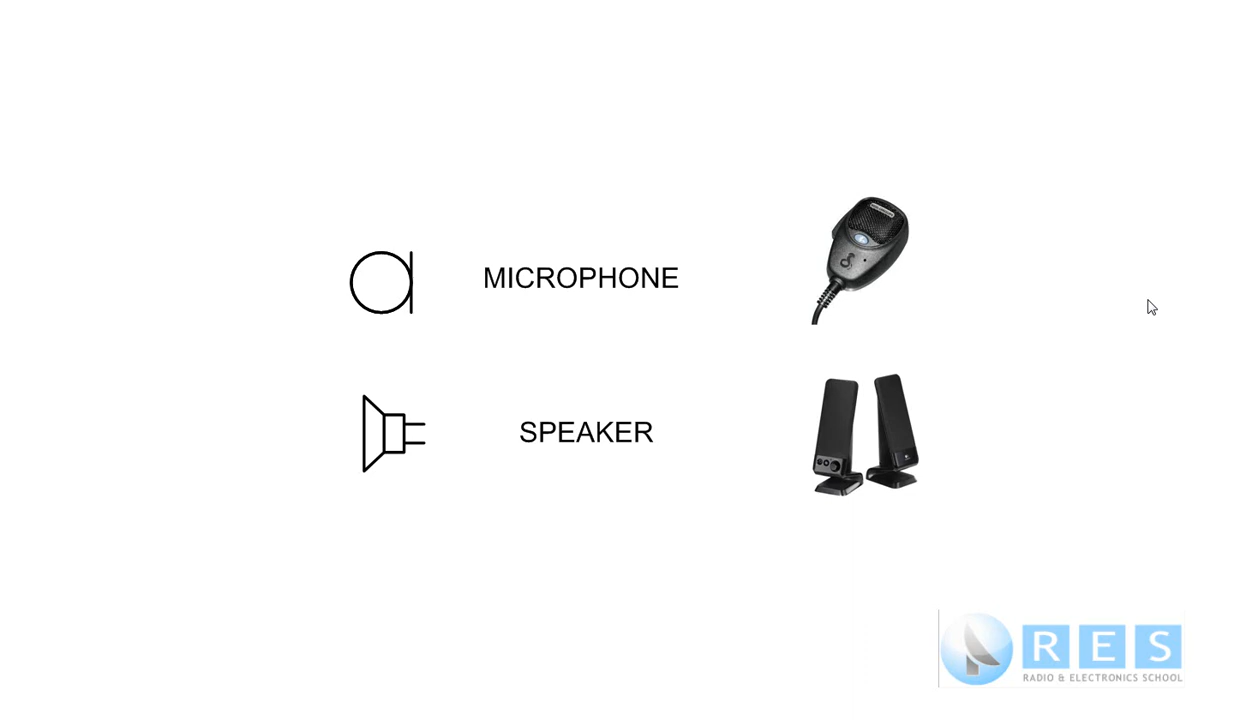 MICROPHONE
SPEAKER
RES
RADIO & ELECTRONICS SCHOOL